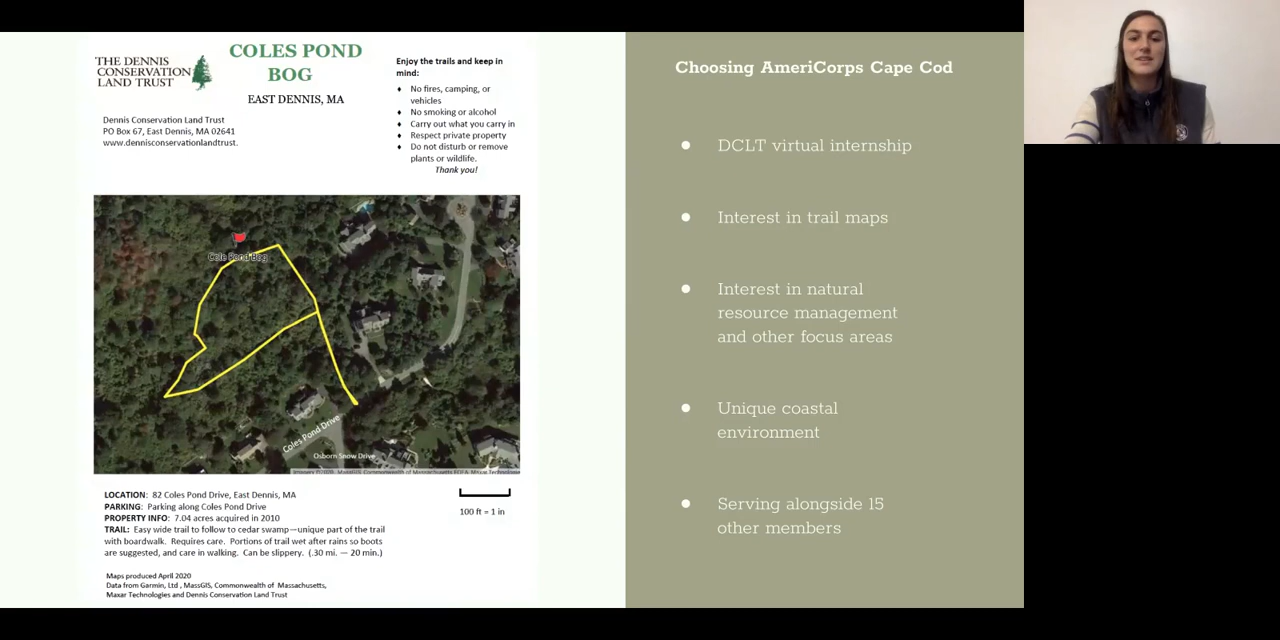 THE DENNIS
CONSERVATION
LAND TRUST
COLES POND
BOG
EAST DENNIS, MA
Dennis Conservation Land Trust
PO Box 67, East Dennis, MA 02641
www.dennisconservationlandtrust.
Enjoy the trails and keep in
mind:
♦ No fires, camping, or
vehicles
♦ No smoking or alcohol
♦ Carry out what you carry in
♦ Respect private property
♦ Do not disturb or remove
plants or wildlife.
Thank you!
Cole Pond Bog
Coles Pond Drive
Osborn Snow Drive
LOCATION: 82 Coles Pond Drive, East Dennis, MA
PARKING: Parking along Coles Pond Drive
PROPERTY INFO: 7.04 acres acquired in 2010
TRAIL: Easy wide trail to follow to cedar swamp—unique part of the trail
with boardwalk. Requires care. Portions of trail wet after rains so boots
are suggested, and care in walking. Can be slippery. (.30 mi. — 20 min.)
100 ft = 1 in
Maps produced April 2020
Data from Garmin, Ltd , MassGIS, Commonwealth of Massachusetts,
Maxar Technologies and Dennis Conservation Land Trust
Choosing AmeriCorps Cape Cod
● DCLT virtual internship
● Interest in trail maps
● Interest in natural
resource management
and other focus areas
● Unique coastal
environment
● Serving alongside 15
other members